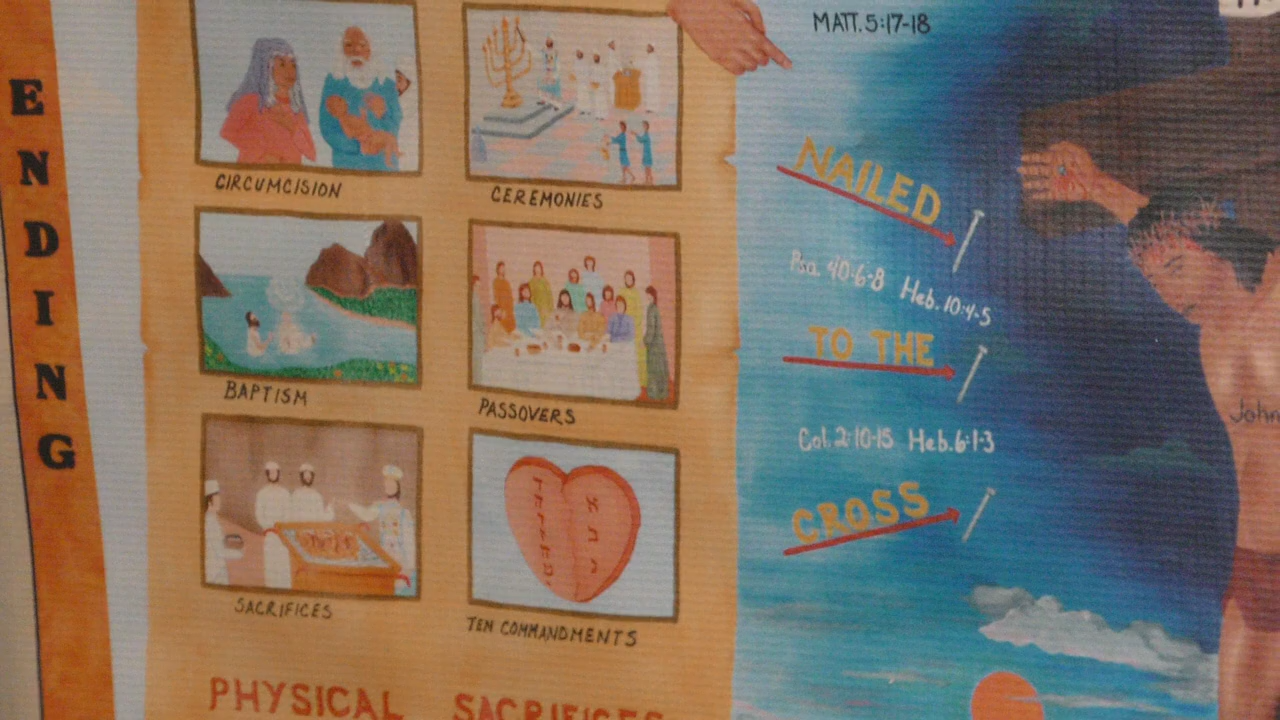 ENDING
CIRCUMCISION
CEREMONIES
BAPTISM
PASSOVERS
SACRIFICES
TEN COMMANDMENTS
PHYSICAL SACRIFICES
MATT. 5:17-18
NAILED
Psa. 40:6-8 Heb. 10:4-5
TO THE
Col. 2:10-15 Heb. 6:1-3
CROSS
John